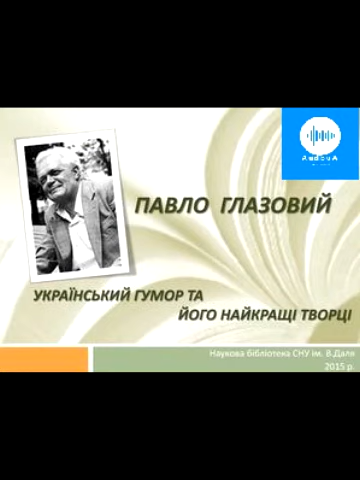 ПАВЛО ГЛАЗОВИЙ
УКРАЇНСЬКИЙ ГУМОР ТА
ЙОГО НАЙКРАЩІ ТВОРЦІ
Наукова бібліотека СНУ ім. В.Даля
2015 р.